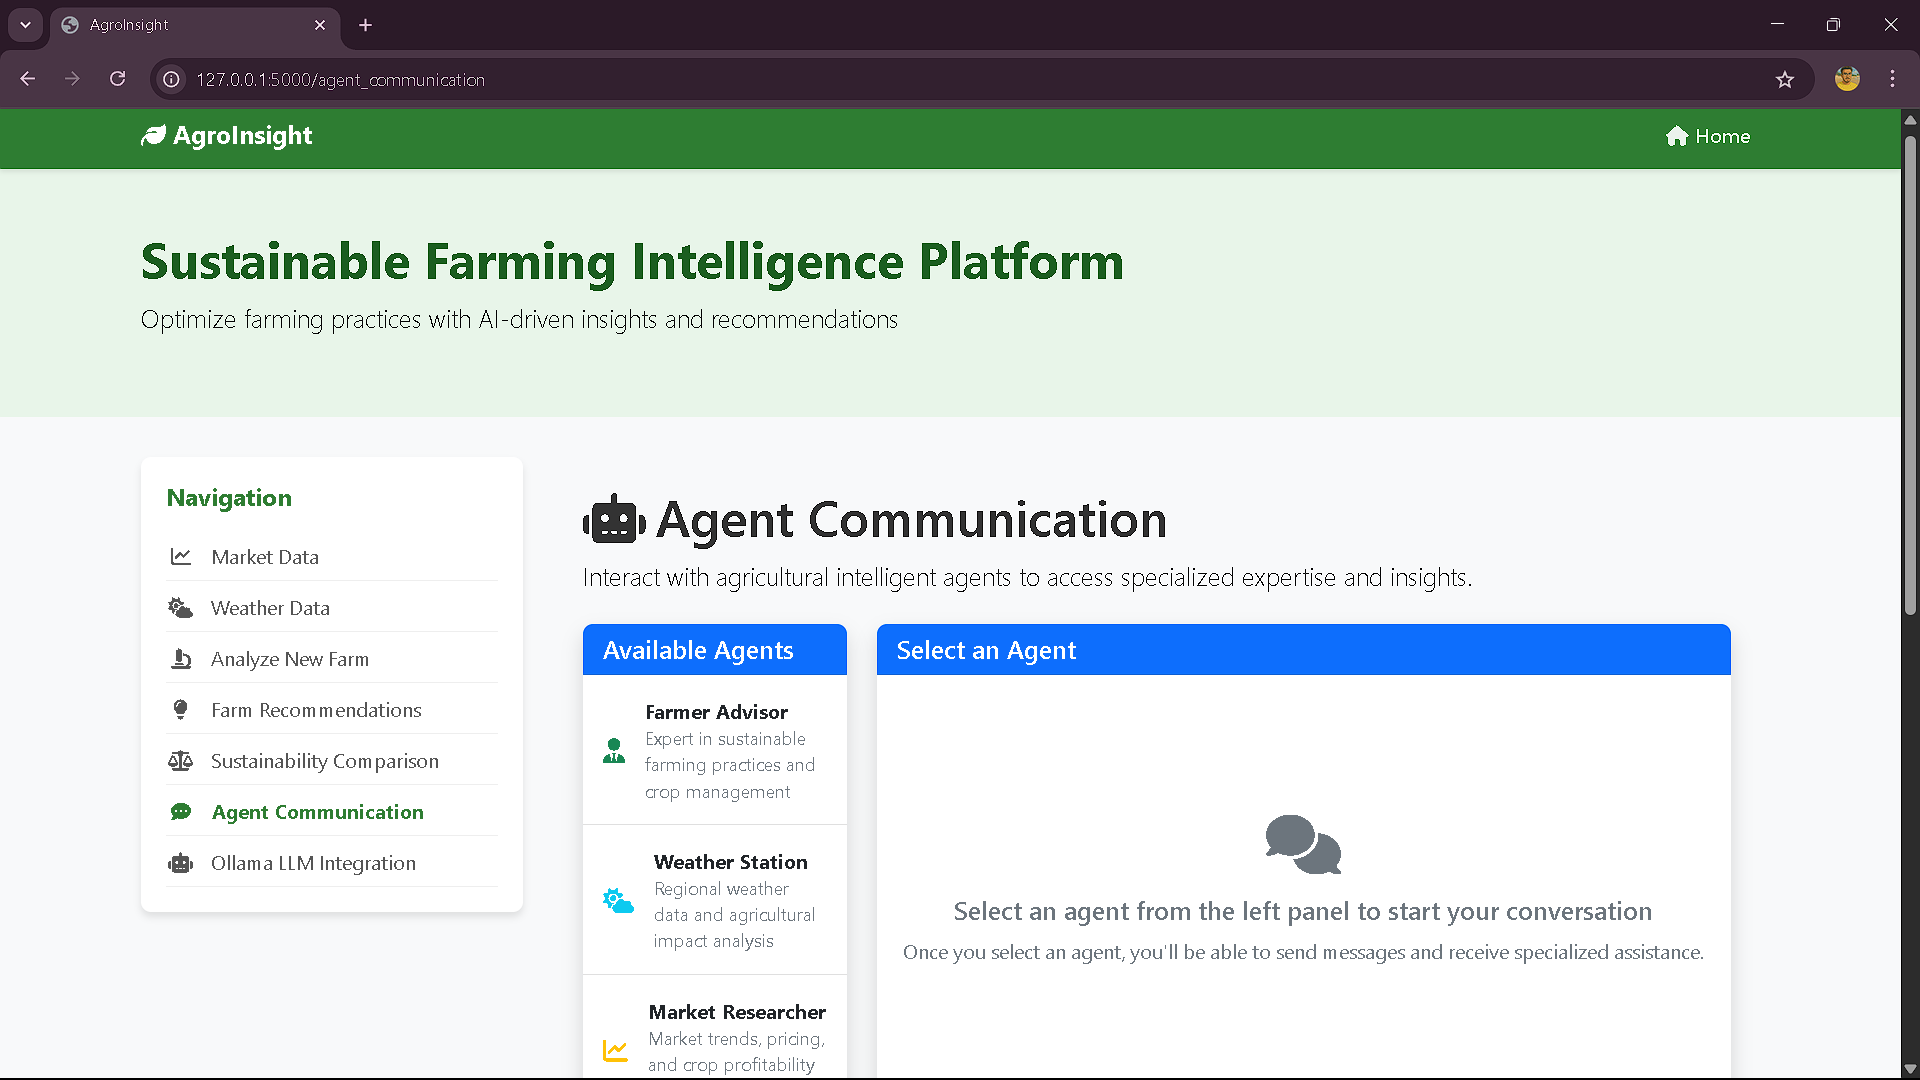 AgroInsight
127.0.0.1:5000/agent_communication
AgroInsight
Home
Sustainable Farming Intelligence Platform
Optimize farming practices with AI-driven insights and recommendations
Navigation
Market Data
Weather Data
Analyze New Farm
Farm Recommendations
Sustainability Comparison
Agent Communication
Ollama LLM Integration
Agent Communication
Interact with agricultural intelligent agents to access specialized expertise and insights.
Available Agents
Farmer Advisor
Expert in sustainable
farming practices and
crop management
Weather Station
Regional weather
data and agricultural
impact analysis
Market Researcher
Market trends, pricing,
and crop profitability
Select an Agent
Select an agent from the left panel to start your conversation
Once you select an agent, you'll be able to send messages and receive specialized assistance.